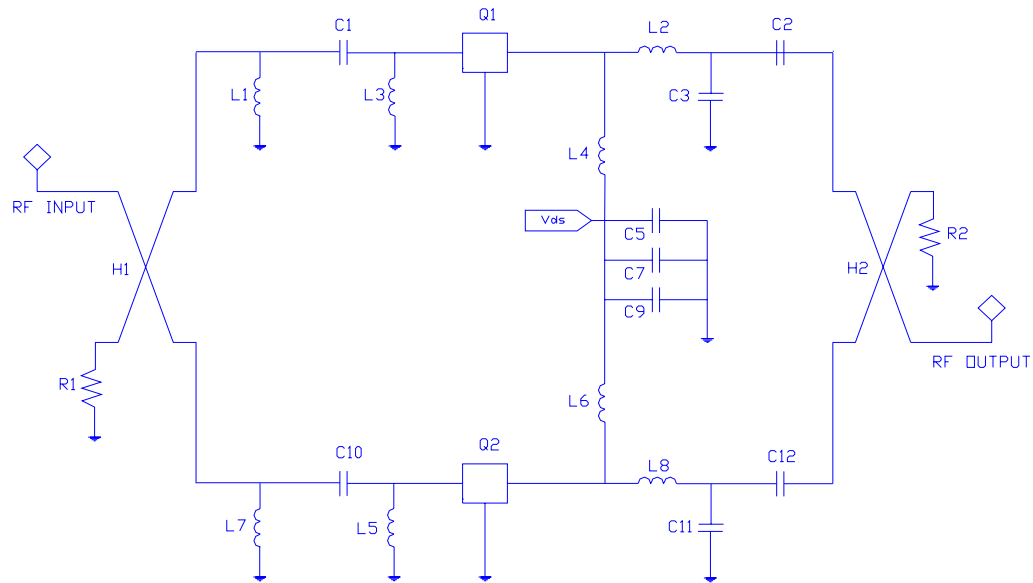 C1
Q1
L2
C2
L1
L3
C3
L4
RF INPUT
Vds
C5
R2
H1
C7
H2
C9
RF OUTPUT
R1
L6
C10
Q2
L8
C12
L7
L5
C11